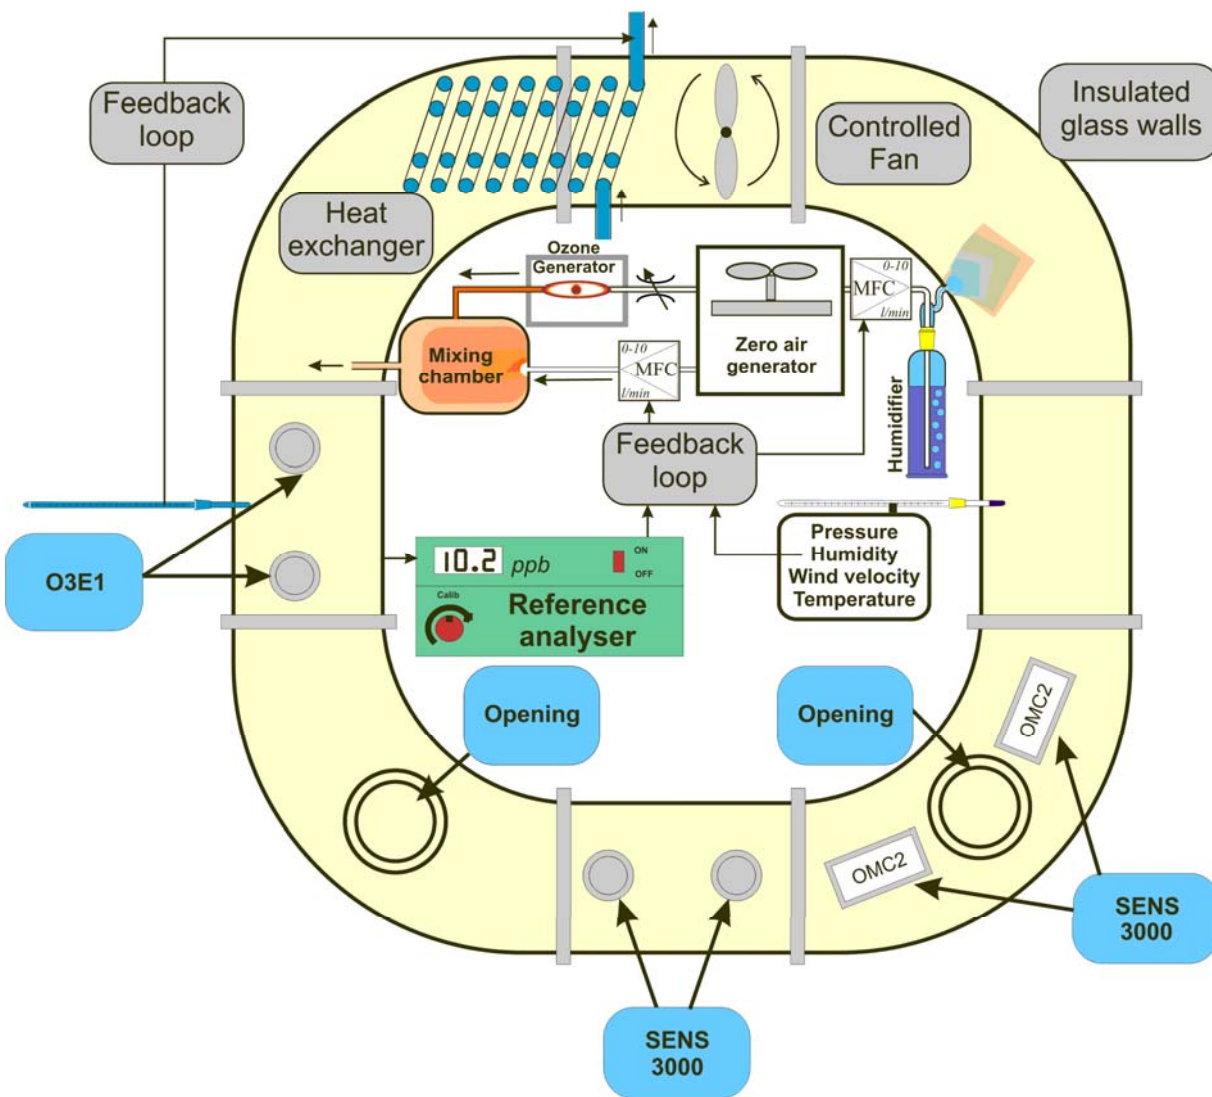 Feedback
loop
Insulated
glass walls
Controlled
Fan
Heat
exchanger
Ozone
Generator
0-10
MFC
l/min
Mixing
chamber
0-10
MFC
l/min
Zero air
generator
Humidifier
Feedback
loop
O3E1
10.2 ppb
ON
OFF
Calib
Reference
analyser
Pressure
Humidity
Wind velocity
Temperature
Opening
Opening
OMC2
OMC2
SENS
3000
SENS
3000